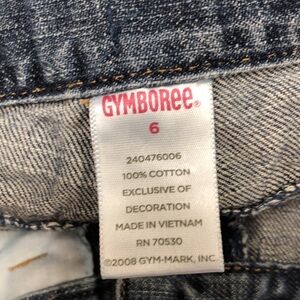 GYMBOREE®
6
240476006
100% COTTON
EXCLUSIVE OF
DECORATION
MADE IN VIETNAM
RN 70530
©2008 GYM-MARK, INC